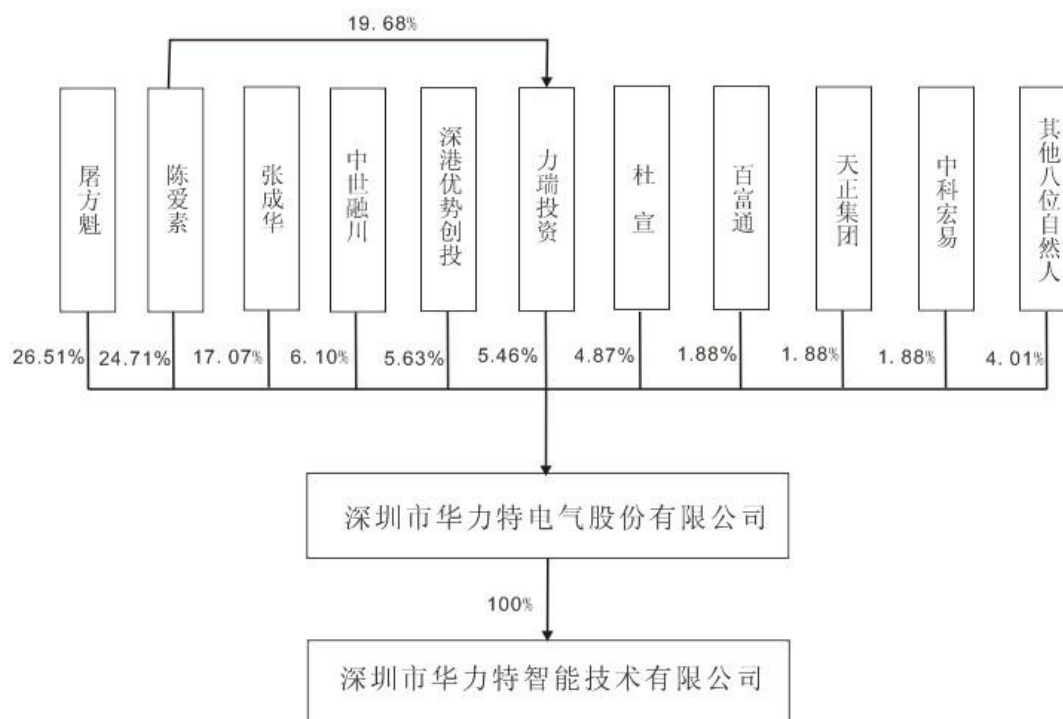 19.68%
屠方魁
陈爱素
张成华
中世融川
深港优势创投
力瑞投资
杜宣
百富通
天正集团
中科宏易
其他八位自然人
26.51%
24.71%
17.07%
6.10%
5.63%
5.46%
4.87%
1.88%
1.88%
1.88%
4.01%
深圳市华力特电气股份有限公司
100%
深圳市华力特智能技术有限公司